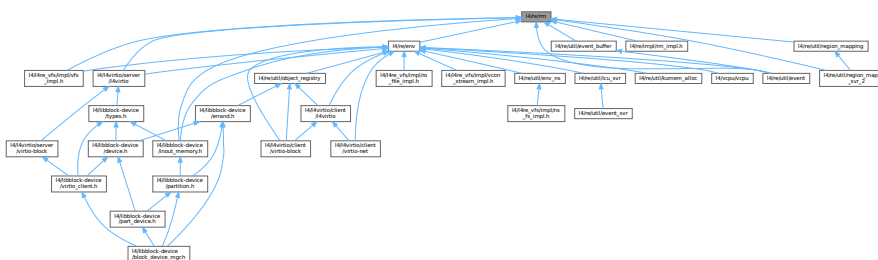 l4/re/rm
l4/re/env
l4/re/util/event_buffer
l4/re/impl/rm_impl.h
l4/re/util/region_mapping
l4/l4re_vfs/impl/vfs
_impl.h
l4/l4virtio/server
/l4virtio
l4/re/util/object_registry
l4/l4re_vfs/impl/ro
_file_impl.h
l4/l4re_vfs/impl/vcon
_stream_impl.h
l4/re/util/env_ns
l4/re/util/icu_svr
l4/re/util/kumem_alloc
l4/vcpu/vcpu
l4/re/util/event
l4/re/util/region_mapping
_svr_2
l4/libblock-device
/types.h
l4/libblock-device
/errand.h
l4/l4virtio/client
/l4virtio
l4/l4re_vfs/impl/ns
_fs_impl.h
l4/re/util/event_svr
l4/l4virtio/server
/virtio-block
l4/libblock-device
/device.h
l4/libblock-device
/inout_memory.h
l4/l4virtio/client
/virtio-block
l4/l4virtio/client
/virtio-net
l4/libblock-device
/virtio_client.h
l4/libblock-device
/partition.h
l4/libblock-device
/part_device.h
l4/libblock-device
/block_device_mgr.h